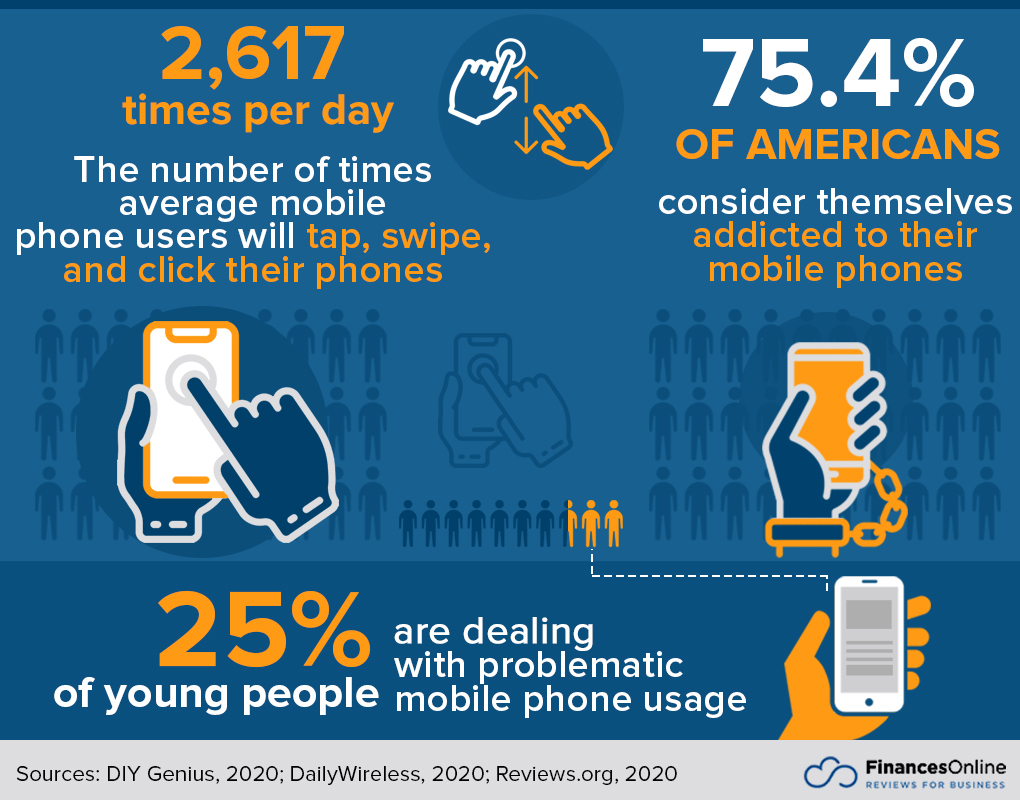 2,617
times per day
The number of times
average mobile
phone users will tap, swipe,
and click their phones
75.4%
OF AMERICANS
consider themselves
addicted to their
mobile phones
25%
of young people
are dealing
with problematic
mobile phone usage
Sources: DIY Genius, 2020; DailyWireless, 2020; Reviews.org, 2020
FinancesOnline
REVIEWS FOR BUSINESS